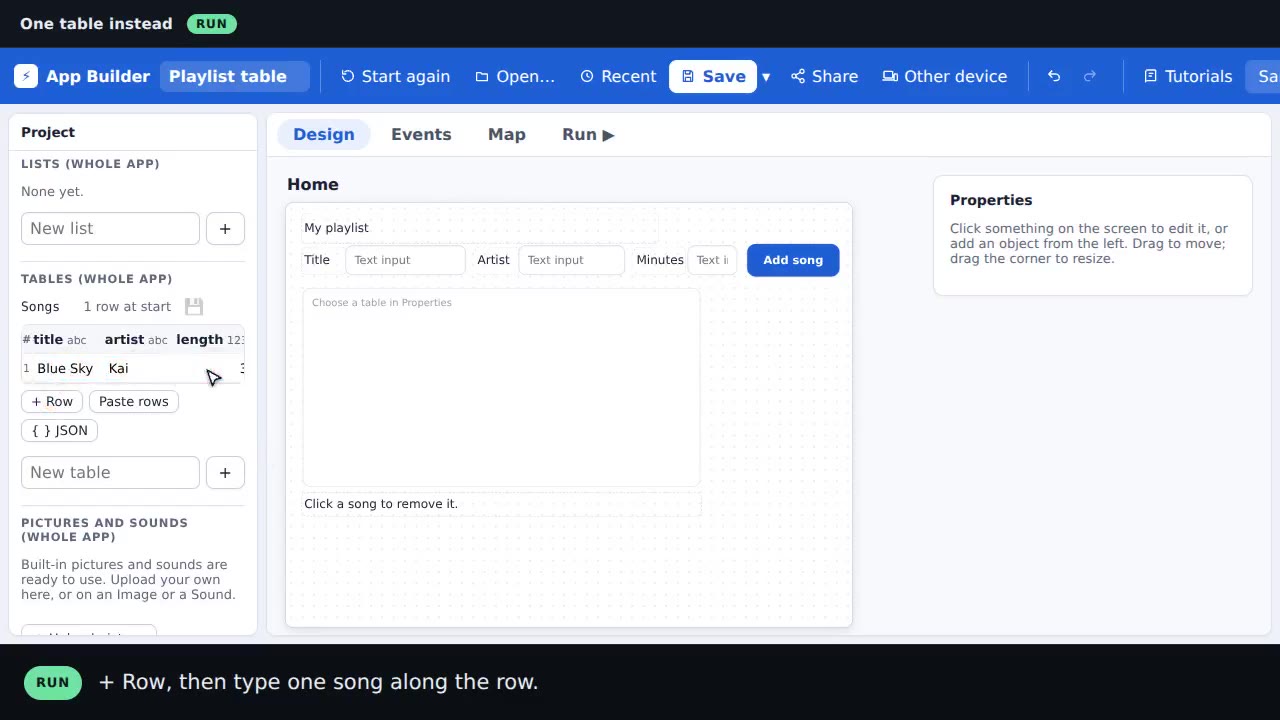 One table instead RUN
⚡ App Builder Playlist table Start again Open... Recent Save ▾ Share Other device Tutorials Sa
Project
LISTS (WHOLE APP)
None yet.
New list +
TABLES (WHOLE APP)
Songs 1 row at start
# title abc artist abc length 123
1 Blue Sky Kai
+ Row Paste rows
{ } JSON
New table +
PICTURES AND SOUNDS
(WHOLE APP)
Built-in pictures and sounds are
ready to use. Upload your own
here, or on an Image or a Sound.
Design Events Map Run ▶
Home
My playlist
Title Text input Artist Text input Minutes Text i Add song
Choose a table in Properties
Click a song to remove it.
Properties
Click something on the screen to edit it, or
add an object from the left. Drag to move;
drag the corner to resize.
RUN + Row, then type one song along the row.